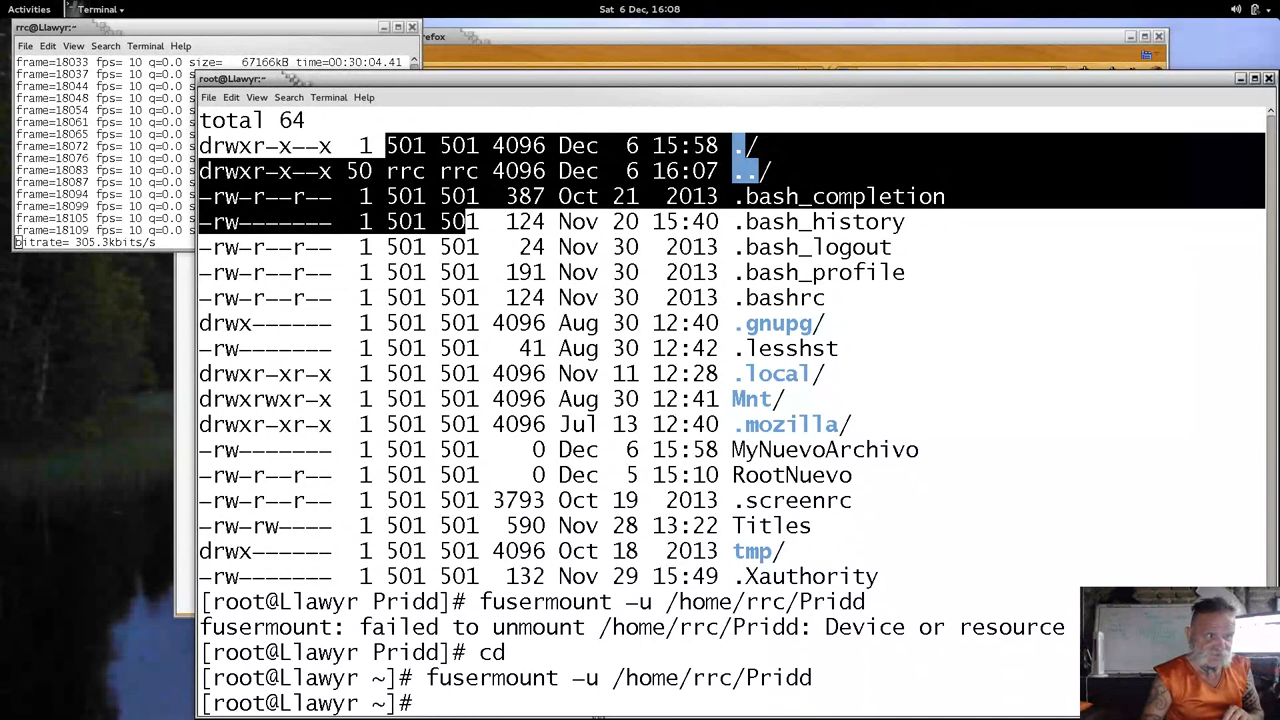 Activities Terminal Sat 6 Dec, 16:08
rrc@Llawyr:~
File Edit View Search Terminal Help
frame=18033 fps= 10 q=0.0 size= 67166kB time=00:30:04.41
frame=18037 fps= 10 q=0.0 s
frame=18044 fps= 10 q=0.0 s
frame=18048 fps= 10 q=0.0 s
frame=18054 fps= 10 q=0.0 s
frame=18061 fps= 10 q=0.0 s
frame=18065 fps= 10 q=0.0 s
frame=18072 fps= 10 q=0.0 s
frame=18076 fps= 10 q=0.0 s
frame=18083 fps= 10 q=0.0 s
frame=18087 fps= 10 q=0.0 s
frame=18094 fps= 10 q=0.0 s
frame=18099 fps= 10 q=0.0 s
frame=18105 fps= 10 q=0.0 s
frame=18109 fps= 10 q=0.0 s
bitrate= 305.3kbits/s
efox
root@Llawyr:~
File Edit View Search Terminal Help
total 64
drwxr-x--x 1 501 501 4096 Dec 6 15:58 ./
drwxr-x--x 50 rrc rrc 4096 Dec 6 16:07 ../
-rw-r--r-- 1 501 501 387 Oct 21 2013 .bash_completion
-rw------- 1 501 501 124 Nov 20 15:40 .bash_history
-rw-r--r-- 1 501 501 24 Nov 30 2013 .bash_logout
-rw-r--r-- 1 501 501 191 Nov 30 2013 .bash_profile
-rw-r--r-- 1 501 501 124 Nov 30 2013 .bashrc
drwx------ 1 501 501 4096 Aug 30 12:40 .gnupg/
-rw------- 1 501 501 41 Aug 30 12:42 .lesshst
drwxr-xr-x 1 501 501 4096 Nov 11 12:28 .local/
drwxrwxr-x 1 501 501 4096 Aug 30 12:41 Mnt/
drwxr-xr-x 1 501 501 4096 Jul 13 12:40 .mozilla/
-rw------- 1 501 501 0 Dec 6 15:58 MyNuevoArchivo
-rw-r--r-- 1 501 501 0 Dec 5 15:10 RootNuevo
-rw-r--r-- 1 501 501 3793 Oct 19 2013 .screenrc
-rw-rw---- 1 501 501 590 Nov 28 13:22 Titles
drwx------ 1 501 501 4096 Oct 18 2013 tmp/
-rw------- 1 501 501 132 Nov 29 15:49 .Xauthority
[root@Llawyr Pridd]# fusermount -u /home/rrc/Pridd
fusermount: failed to unmount /home/rrc/Pridd: Device or resource
[root@Llawyr Pridd]# cd
[root@Llawyr ~]# fusermount -u /home/rrc/Pridd
[root@Llawyr ~]#